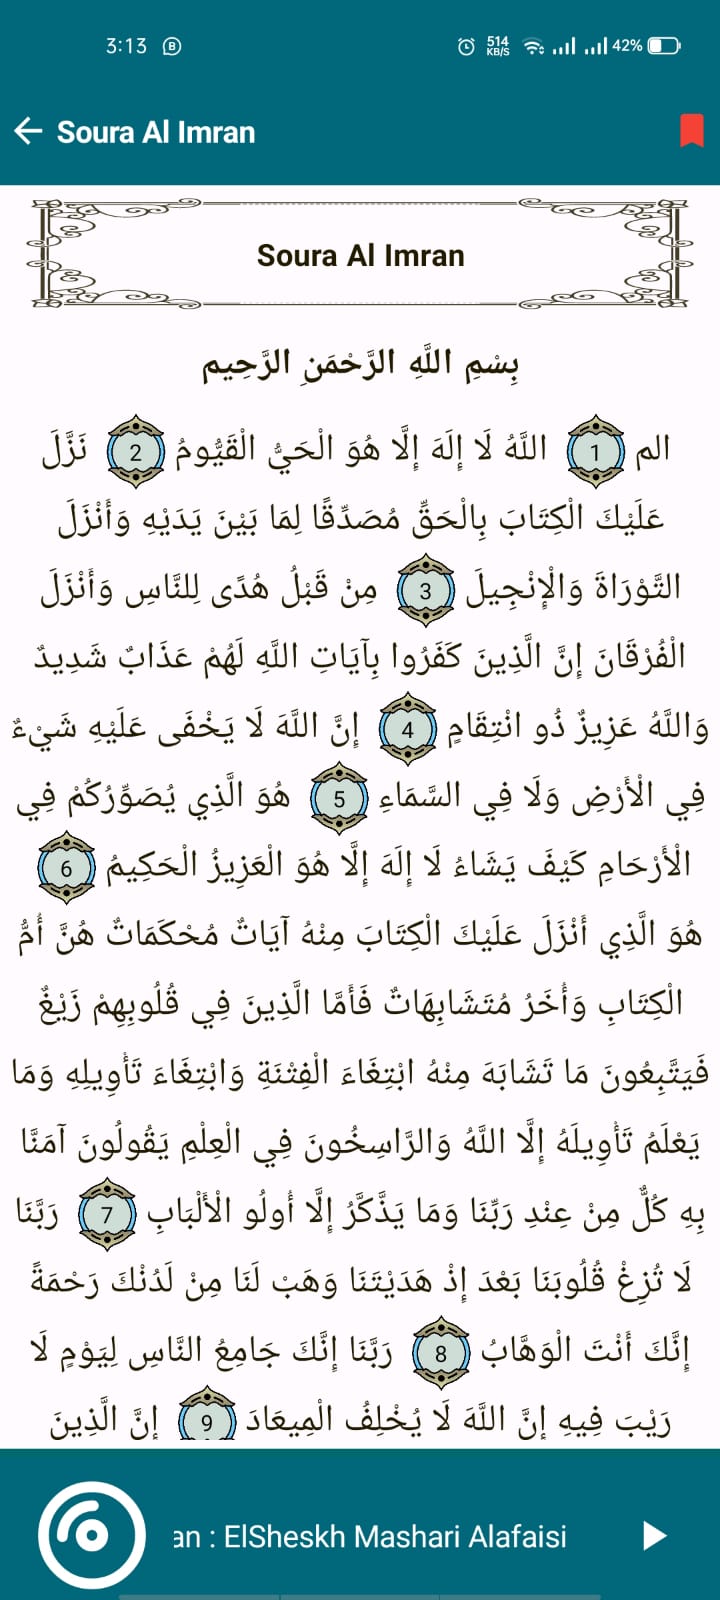 3:13 B 514 KB/S 42%
Soura Al Imran
Soura Al Imran
بِسْمِ اللَّهِ الرَّحْمَنِ الرَّحِيم
الم 1 اللَّهُ لَا إِلَهَ إِلَّا هُوَ الْحَيُّ الْقَيُّومُ 2 نَزَّلَ
عَلَيْكَ الْكِتَابَ بِالْحَقِّ مُصَدِّقًا لِمَا بَيْنَ يَدَيْهِ وَأَنْزَلَ
التَّوْرَاةَ وَالْإِنْجِيلَ 3 مِنْ قَبْلُ هُدًى لِلنَّاسِ وَأَنْزَلَ
الْفُرْقَانَ إِنَّ الَّذِينَ كَفَرُوا بِآيَاتِ اللَّهِ لَهُمْ عَذَابٌ شَدِيدٌ
وَاللَّهُ عَزِيزٌ ذُو انْتِقَامٍ 4 إِنَّ اللَّهَ لَا يَخْفَى عَلَيْهِ شَيْءٌ
فِي الْأَرْضِ وَلَا فِي السَّمَاءِ 5 هُوَ الَّذِي يُصَوِّرُكُمْ فِي
الْأَرْحَامِ كَيْفَ يَشَاءُ لَا إِلَهَ إِلَّا هُوَ الْعَزِيزُ الْحَكِيمُ 6
هُوَ الَّذِي أَنْزَلَ عَلَيْكَ الْكِتَابَ مِنْهُ آيَاتٌ مُحْكَمَاتٌ هُنَّ أُمُّ
الْكِتَابِ وَأُخَرُ مُتَشَابِهَاتٌ فَأَمَّا الَّذِينَ فِي قُلُوبِهِمْ زَيْغٌ
فَيَتَّبِعُونَ مَا تَشَابَهَ مِنْهُ ابْتِغَاءَ الْفِتْنَةِ وَابْتِغَاءَ تَأْوِيلِهِ وَمَا
يَعْلَمُ تَأْوِيلَهُ إِلَّا اللَّهُ وَالرَّاسِخُونَ فِي الْعِلْمِ يَقُولُونَ آمَنَّا
بِهِ كُلٌّ مِنْ عِنْدِ رَبِّنَا وَمَا يَذَّكَّرُ إِلَّا أُولُو الْأَلْبَابِ 7 رَبَّنَا
لَا تُزِغْ قُلُوبَنَا بَعْدَ إِذْ هَدَيْتَنَا وَهَبْ لَنَا مِنْ لَدُنْكَ رَحْمَةً
إِنَّكَ أَنْتَ الْوَهَّابُ 8 رَبَّنَا إِنَّكَ جَامِعُ النَّاسِ لِيَوْمٍ لَا
رَيْبَ فِيهِ إِنَّ اللَّهَ لَا يُخْلِفُ الْمِيعَادَ 9 إِنَّ الَّذِينَ
an : ElSheskh Mashari Alafaisi